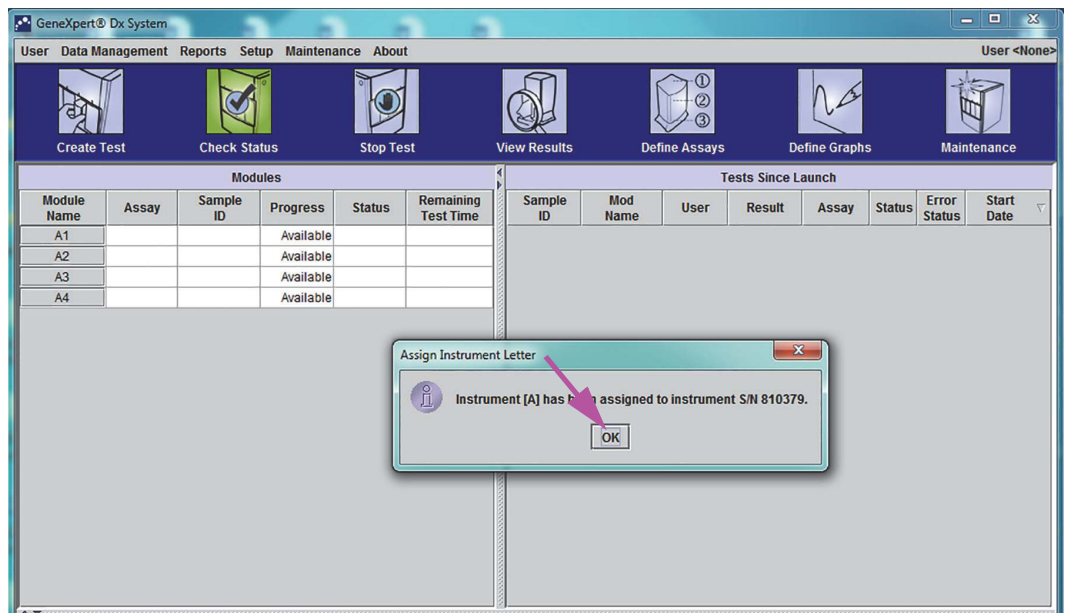 GeneXpert® Dx System
User Data Management Reports Setup Maintenance About User <None>
Create Test Check Status Stop Test View Results Define Assays Define Graphs Maintenance
① ② ③
Modules
Module Name Assay Sample ID Progress Status Remaining Test Time
A1 Available
A2 Available
A3 Available
A4 Available
Tests Since Launch
Sample ID Mod Name User Result Assay Status Error Status Start Date
Assign Instrument Letter
Instrument [A] has assigned to instrument S/N 810379.
OK